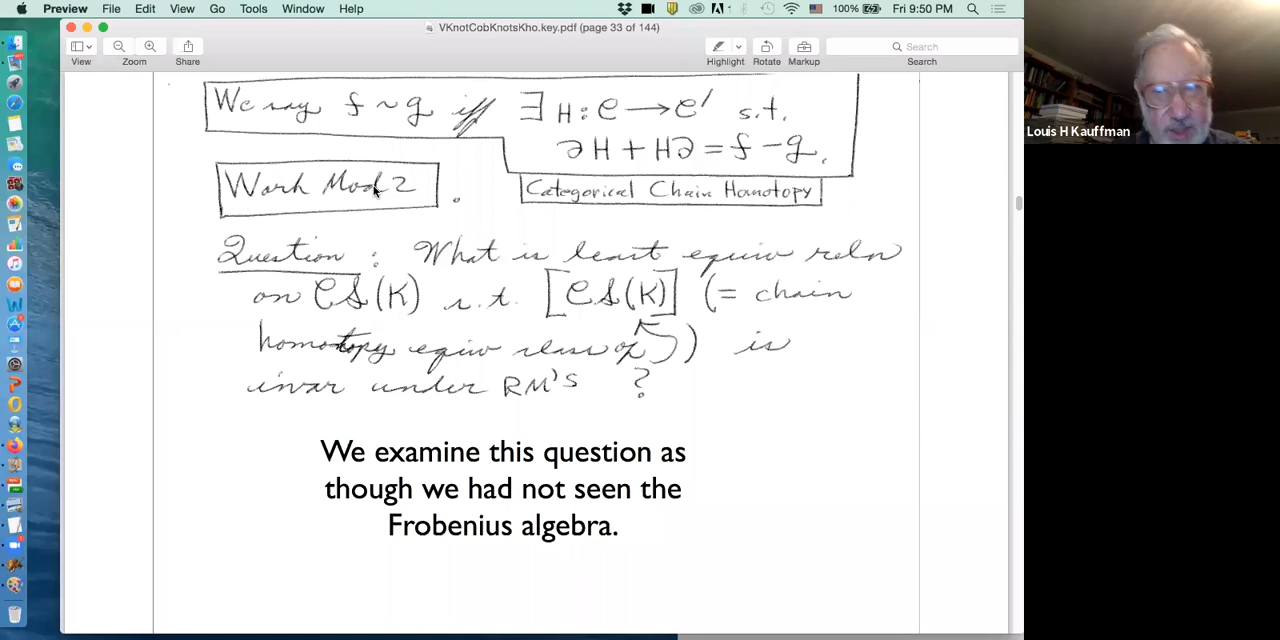 Preview File Edit View Go Tools Window Help 100% Fri 9:50 PM
VKnotCobKnotsKho.key.pdf (page 33 of 144)
View Zoom Share Highlight Rotate Markup Search
Search
We say f ~ g iff ∃ H : C → C' s.t.
∂H + H∂ = f - g.
Work Mod 2.
Categorical Chain Homotopy
Question : What is least equiv reln
on CS(K) s.t. [CS(K)] (= chain
homotopy equiv class of ) is
invar under RM's ?
We examine this question as
though we had not seen the
Frobenius algebra.
Louis H Kauffman